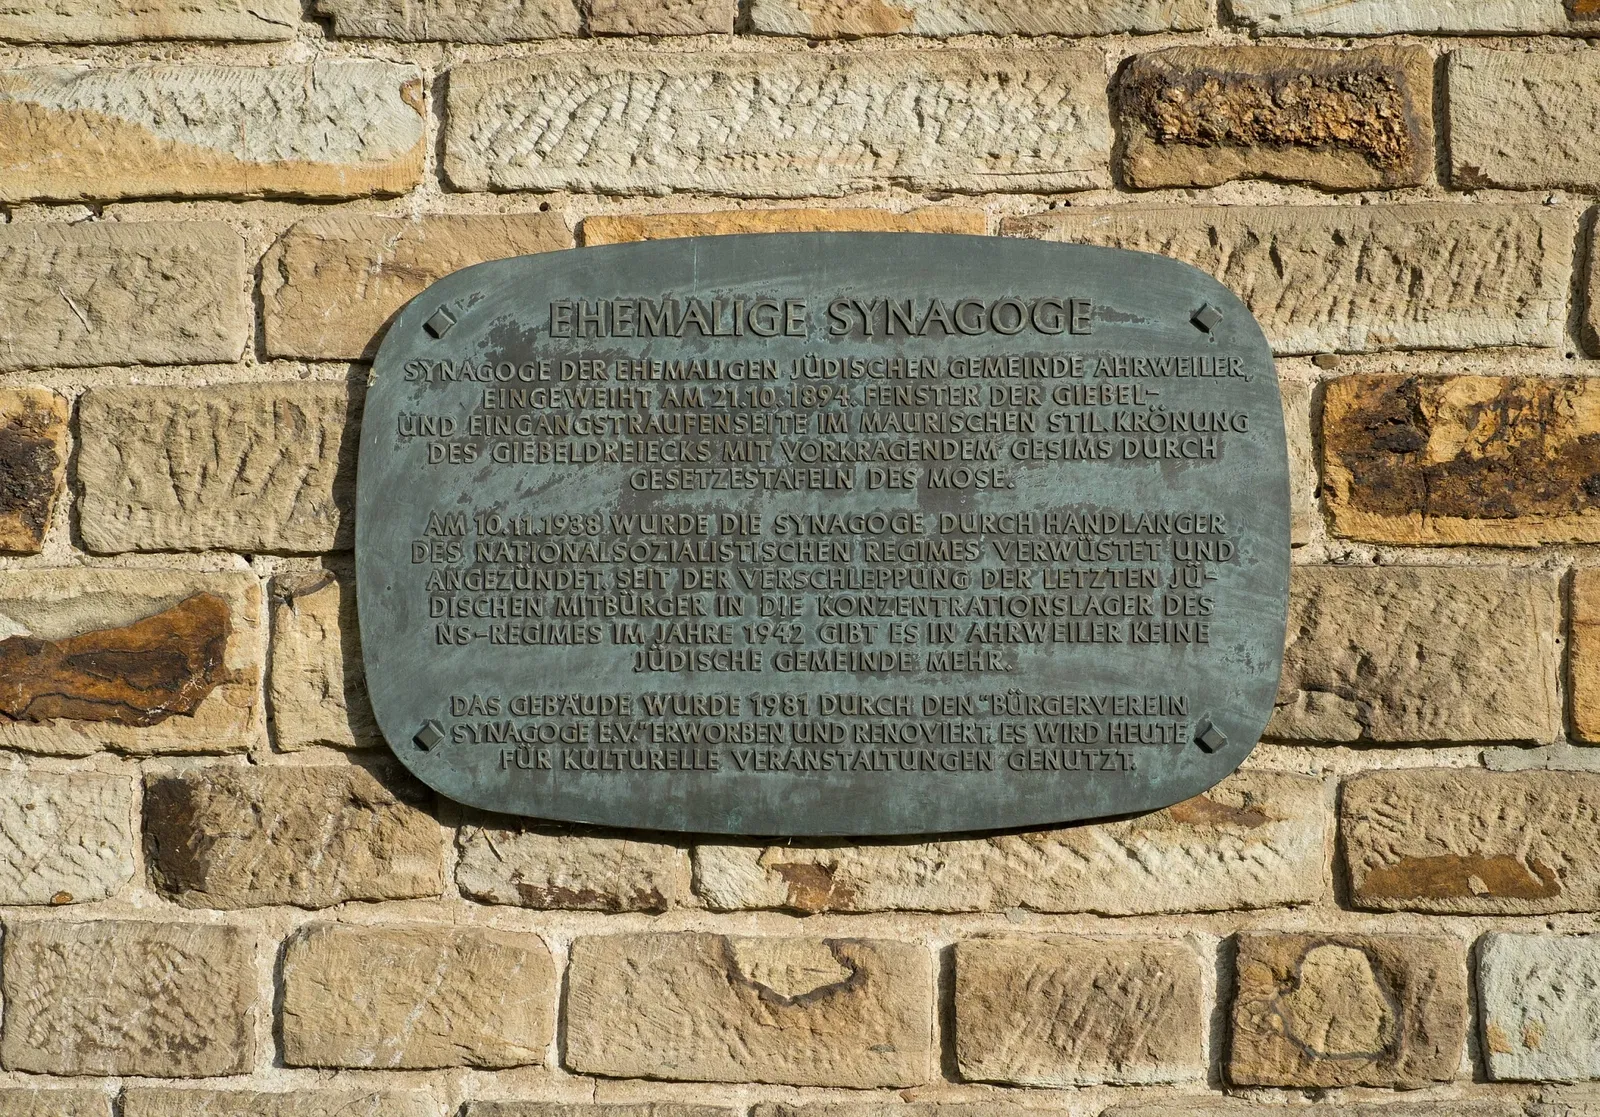 EHEMALIGE SYNAGOGE
SYNAGOGE DER EHEMALIGEN JÜDISCHEN GEMEINDE AHRWEILER,
EINGEWEIHT AM 21.10.1894. FENSTER DER GIEBEL-
UND EINGANGSTRAUFENSEITE IM MAURISCHEN STIL. KRÖNUNG
DES GIEBELDREIECKS MIT VORKRAGENDEM GESIMS DURCH
GESETZESTAFELN DES MOSE.
AM 10.11.1938 WURDE DIE SYNAGOGE DURCH HANDLANGER
DES NATIONALSOZIALISTISCHEN REGIMES VERWÜSTET UND
ANGEZÜNDET. SEIT DER VERSCHLEPPUNG DER LETZTEN JÜ-
DISCHEN MITBÜRGER IN DIE KONZENTRATIONSLAGER DES
NS-REGIMES IM JAHRE 1942 GIBT ES IN AHRWEILER KEINE
JÜDISCHE GEMEINDE MEHR.
DAS GEBÄUDE WURDE 1981 DURCH DEN "BÜRGERVEREIN
SYNAGOGE E.V." ERWORBEN UND RENOVIERT. ES WIRD HEUTE
FÜR KULTURELLE VERANSTALTUNGEN GENUTZT.